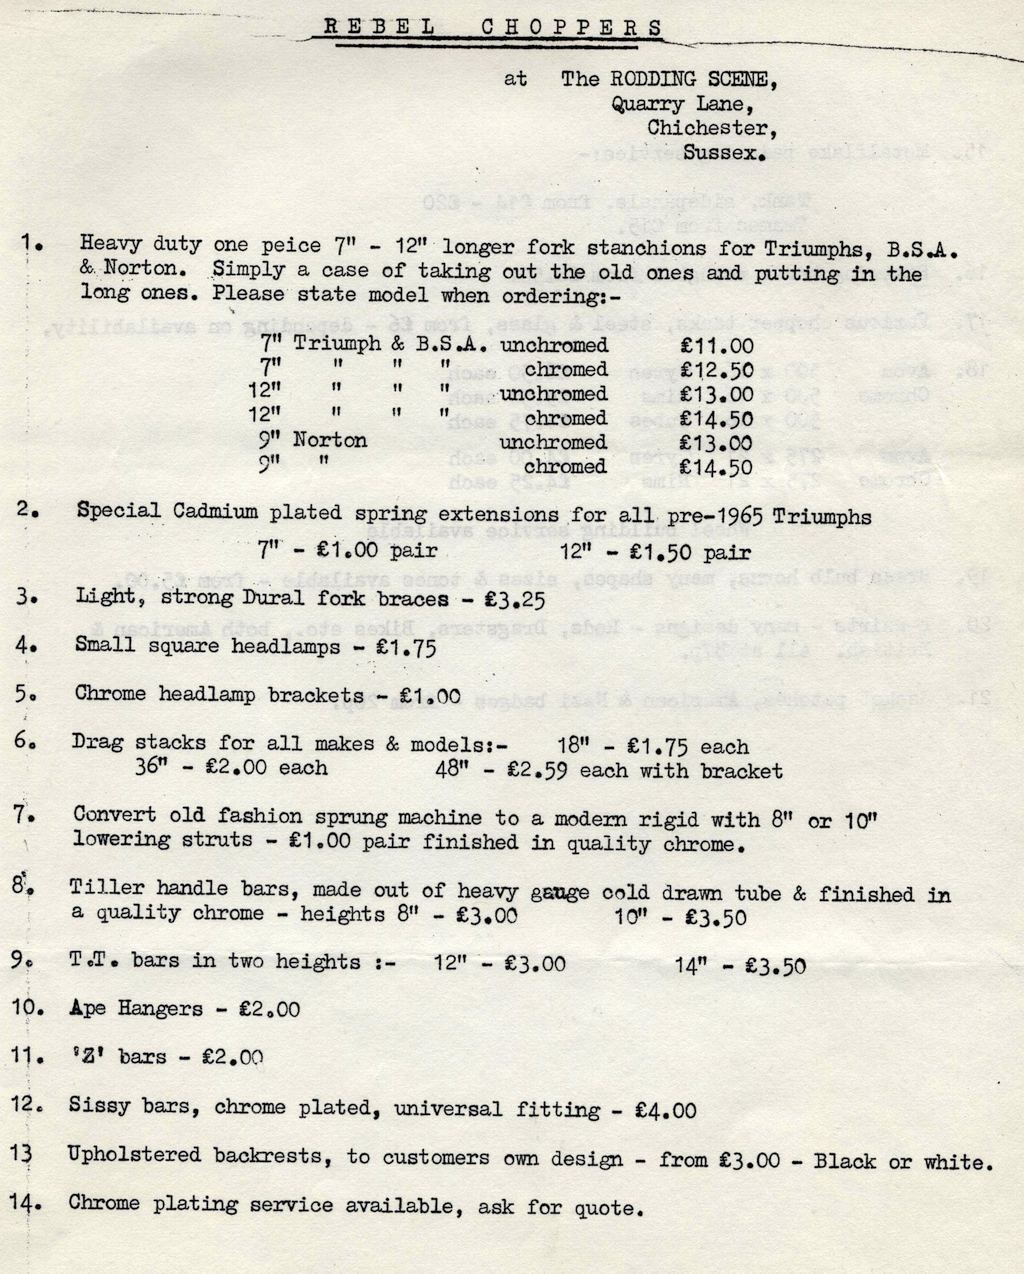 REBEL CHOPPERS
at The RODDING SCENE,
Quarry Lane,
Chichester,
Sussex.
1. Heavy duty one peice 7" - 12" longer fork stanchions for Triumphs, B.S.A.
& Norton. Simply a case of taking out the old ones and putting in the
long ones. Please state model when ordering:-
7" Triumph & B.S.A. unchromed £11.00
7" " " " chromed £12.50
12" " " " unchromed £13.00
12" " " " chromed £14.50
9" Norton unchromed £13.00
9" " chromed £14.50
2. Special Cadmium plated spring extensions for all pre-1965 Triumphs
7" - £1.00 pair 12" - £1.50 pair
3. Light, strong Dural fork braces - £3.25
4. Small square headlamps - £1.75
5. Chrome headlamp brackets - £1.00
6. Drag stacks for all makes & models:- 18" - £1.75 each
36" - £2.00 each 48" - £2.59 each with bracket
7. Convert old fashion sprung machine to a modern rigid with 8" or 10"
lowering struts - £1.00 pair finished in quality chrome.
8. Tiller handle bars, made out of heavy gauge cold drawn tube & finished in
a quality chrome - heights 8" - £3.00 10" - £3.50
9. T.T. bars in two heights :- 12" - £3.00 14" - £3.50
10. Ape Hangers - £2.00
11. 'Z' bars - £2.00
12. Sissy bars, chrome plated, universal fitting - £4.00
13 Upholstered backrests, to customers own design - from £3.00 - Black or white.
14. Chrome plating service available, ask for quote.